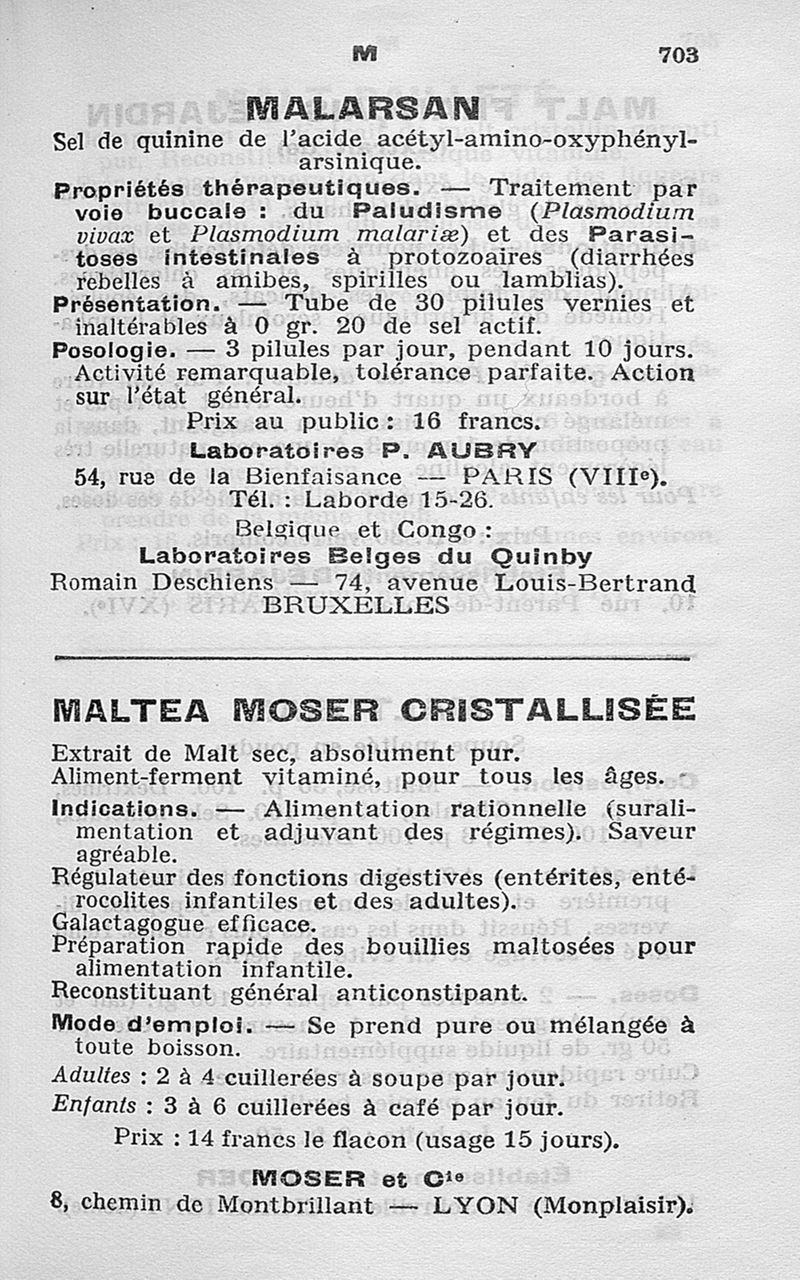 M 703
MALARSAN
Sel de quinine de l'acide acétyl-amino-oxyphényl-
arsinique.
Propriétés thérapeutiques. — Traitement par
voie buccale : du Paludisme (Plasmodium
vivax et Plasmodium malariæ) et des Parasi-
toses intestinales à protozoaires (diarrhées
rebelles à amibes, spirilles ou lamblias).
Présentation. — Tube de 30 pilules vernies et
inaltérables à 0 gr. 20 de sel actif.
Posologie. — 3 pilules par jour, pendant 10 jours.
Activité remarquable, tolérance parfaite. Action
sur l'état général.
Prix au public : 16 francs.
Laboratoires P. AUBRY
54, rue de la Bienfaisance — PARIS (VIIIe).
Tél. : Laborde 15-26.
Belgique et Congo :
Laboratoires Belges du Quinby
Romain Deschiens — 74, avenue Louis-Bertrand
BRUXELLES
MALTEA MOSER CRISTALLISÉE
Extrait de Malt sec, absolument pur.
Aliment-ferment vitaminé, pour tous les âges.
Indications. — Alimentation rationnelle (surali-
mentation et adjuvant des régimes). Saveur
agréable.
Régulateur des fonctions digestives (entérites, enté-
rocolites infantiles et des adultes).
Galactagogue efficace.
Préparation rapide des bouillies maltosées pour
alimentation infantile.
Reconstituant général anticonstipant.
Mode d'emploi. — Se prend pure ou mélangée à
toute boisson.
Adultes : 2 à 4 cuillerées à soupe par jour.
Enfants : 3 à 6 cuillerées à café par jour.
Prix : 14 francs le flacon (usage 15 jours).
MOSER et Cie
8, chemin de Montbrillant — LYON (Monplaisir).